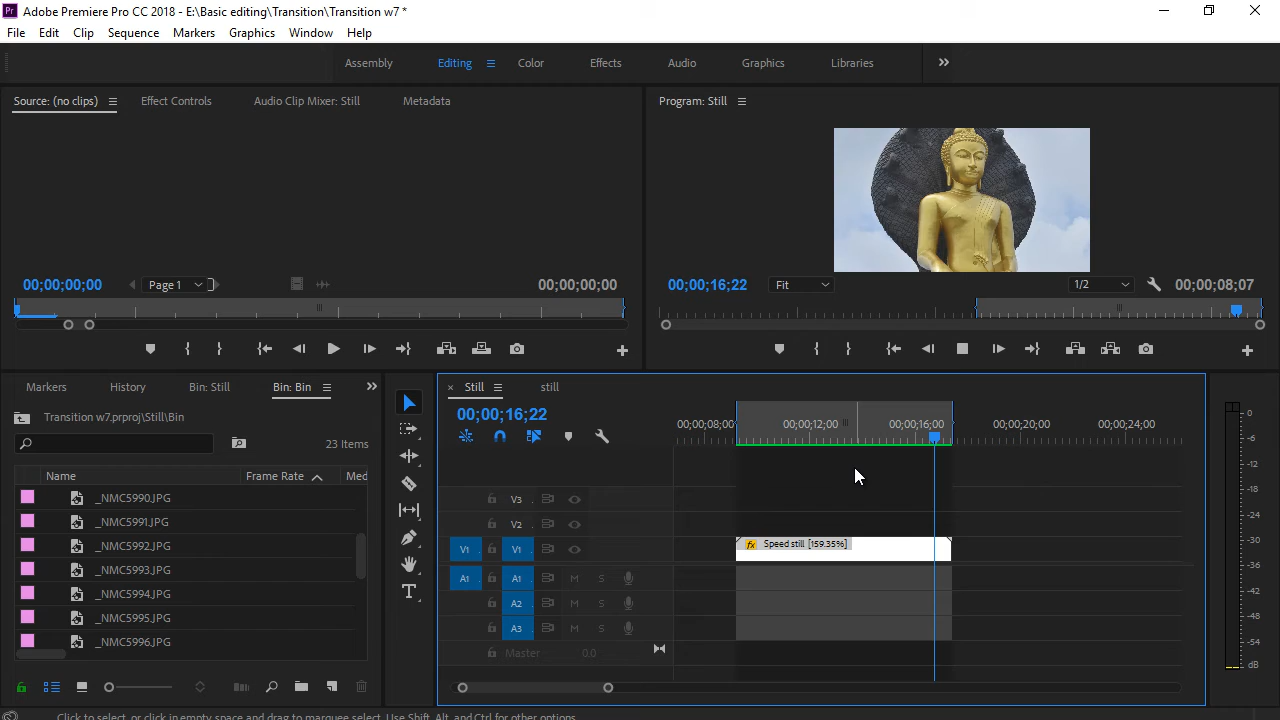 Pr Adobe Premiere Pro CC 2018 - E:\Basic editing\Transition\Transition w7 *
File Edit Clip Sequence Markers Graphics Window Help
Assembly Editing Color Effects Audio Graphics Libraries
Source: (no clips) Effect Controls Audio Clip Mixer: Still Metadata
Program: Still
00;00;00;00 Page 1 00;00;00;00
00;00;16;22 Fit 1/2 00;00;08;07
Markers History Bin: Still Bin: Bin
Transition w7.prproj\Still\Bin
23 Items
Name Frame Rate Med
_NMC5990.JPG
_NMC5991.JPG
_NMC5992.JPG
_NMC5993.JPG
_NMC5994.JPG
_NMC5995.JPG
_NMC5996.JPG
× Still still
00;00;16;22
00;00;08;00 00;00;12;00 00;00;16;00 00;00;20;00 00;00;24;00
V3
V2
V1 V1 fx Speed still [159.35%]
A1 A1 M S
A2 M S
A3 M S
Master 0.0
0
-6
-12
-18
-24
-30
-36
-42
-48
-54
dB
Click to select, or click in empty space and drag to marquee select. Use Shift, Alt, and Ctrl for other options.